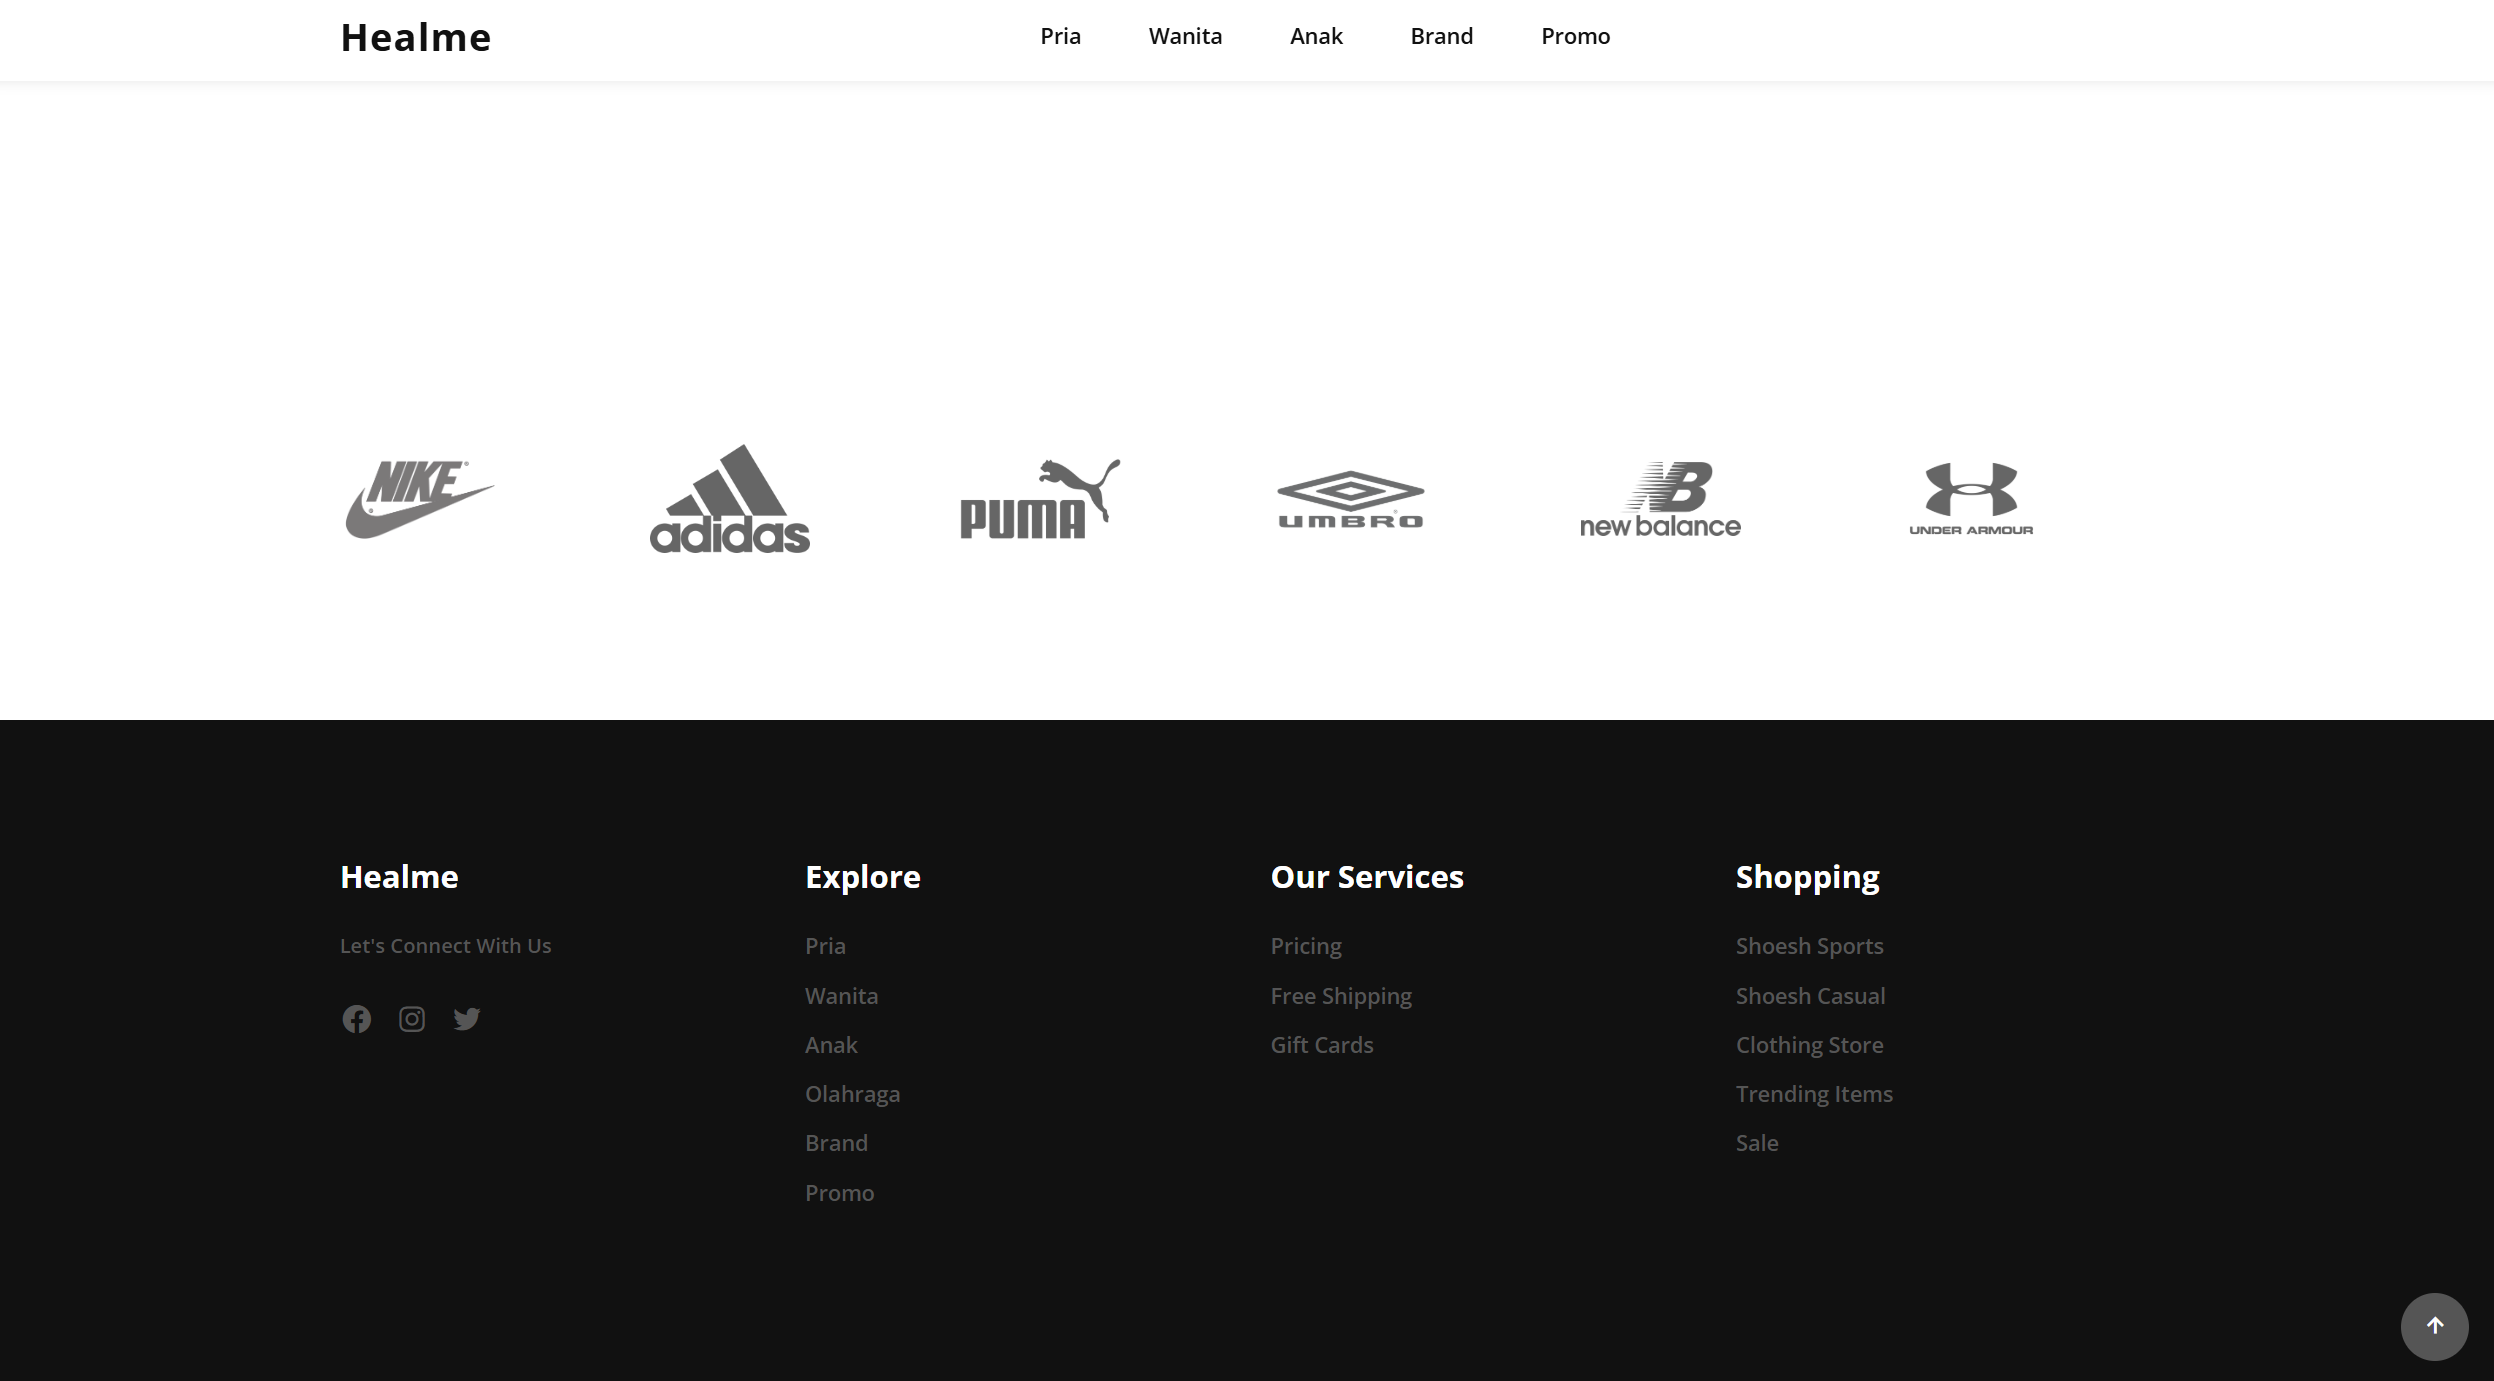 Healme
Pria
Wanita
Anak
Brand
Promo
NIKE
adidas
PUMA
UMBRO
NB
new balance
UNDER ARMOUR
Healme
Let's Connect With Us
Explore
Pria
Wanita
Anak
Olahraga
Brand
Promo
Our Services
Pricing
Free Shipping
Gift Cards
Shopping
Shoesh Sports
Shoesh Casual
Clothing Store
Trending Items
Sale